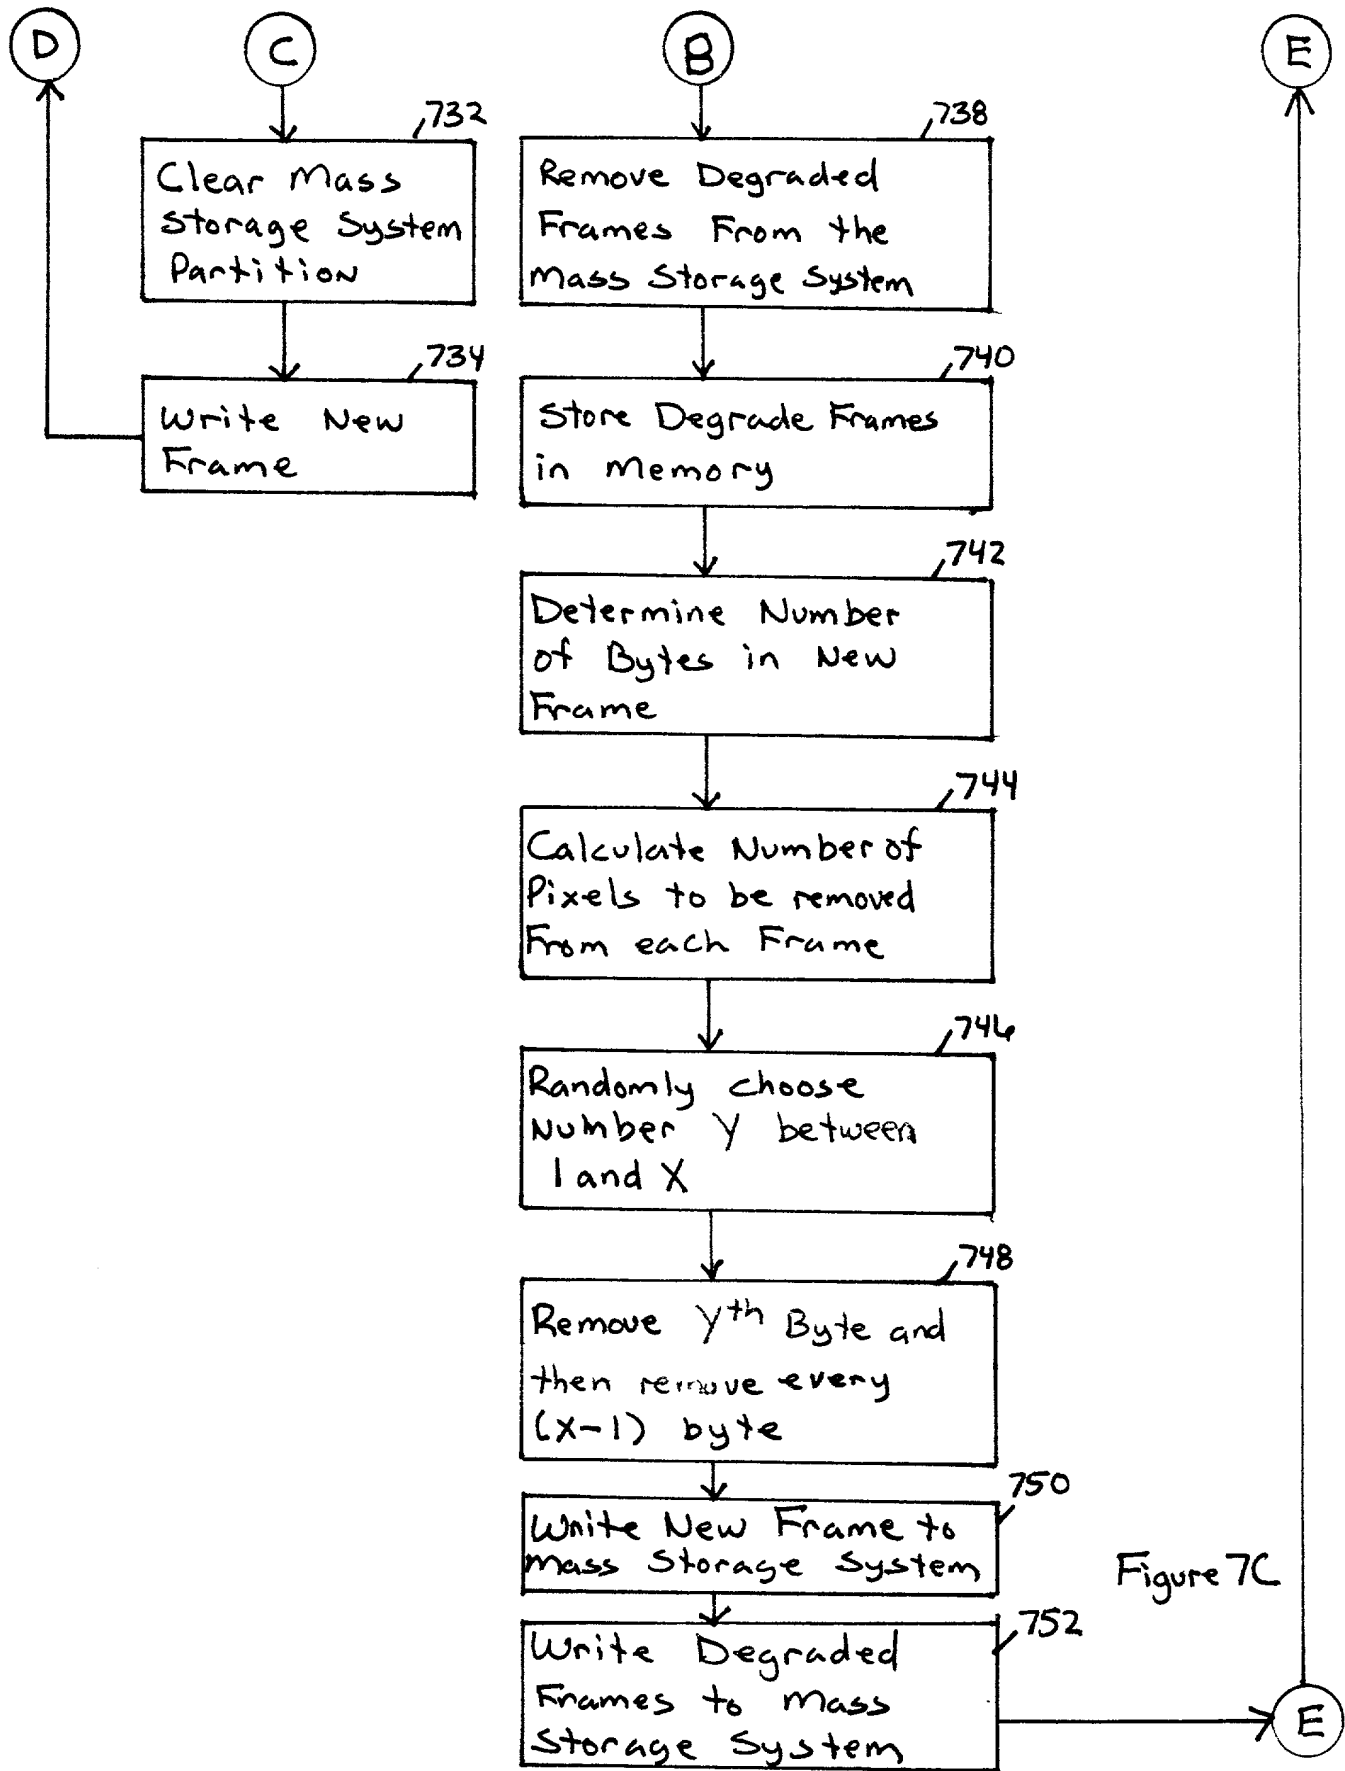 D
C
B
E
732
Clear Mass
Storage System
Partition
734
Write New
Frame
738
Remove Degraded
Frames From the
Mass Storage System
740
Store Degrade Frames
in Memory
742
Determine Number
of Bytes in New
Frame
744
Calculate Number of
Pixels to be removed
From each Frame
746
Randomly choose
Number Y between
1 and X
748
Remove Yth Byte and
then remove every
(X-1) byte
750
Write New Frame to
Mass Storage System
752
Write Degraded
Frames to Mass
Storage System
E
Figure 7C